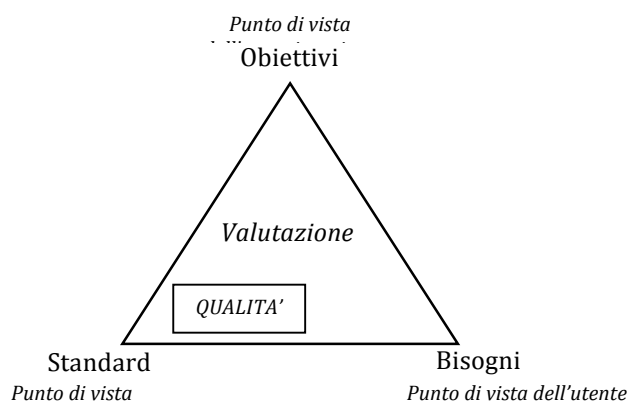 Punto di vista
Obiettivi
Valutazione
QUALITA'
Standard
Bisogni
Punto di vista
Punto di vista dell'utente